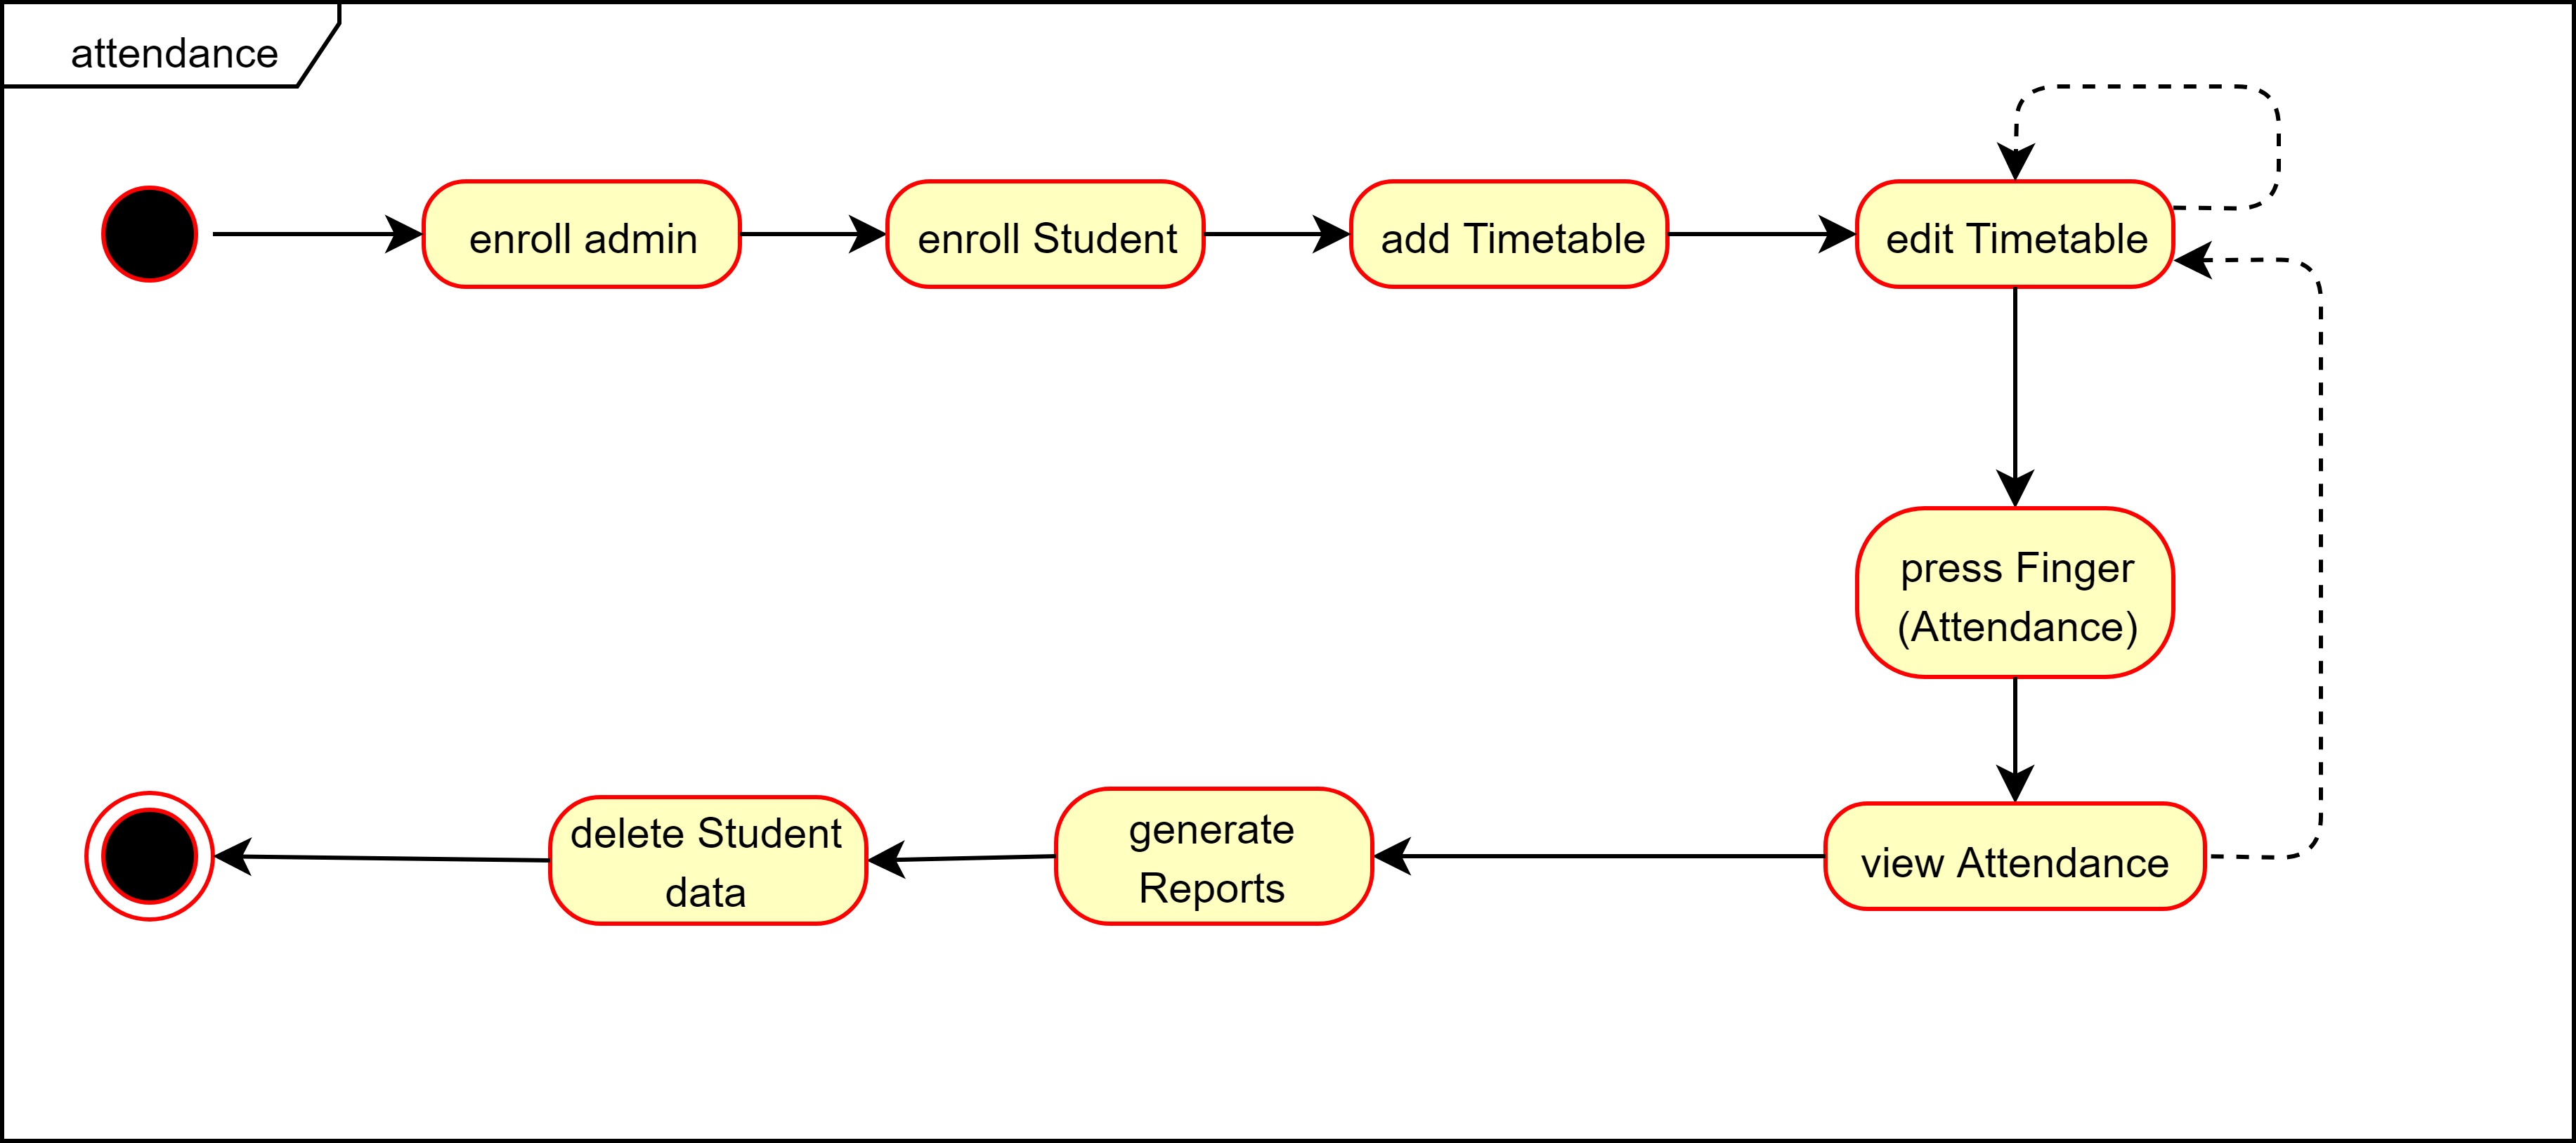 attendance
enroll admin
enroll Student
add Timetable
edit Timetable
press Finger
(Attendance)
view Attendance
generate
Reports
delete Student
data